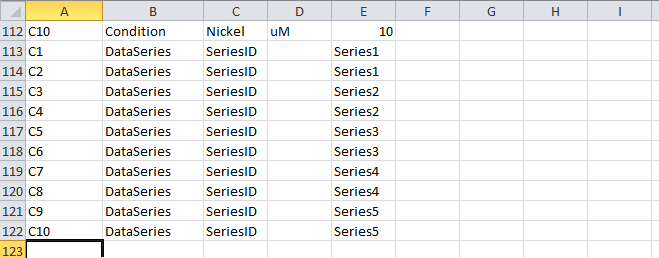 A B C D E F G H I
112 C10 Condition Nickel uM 10
113 C1 DataSeries SeriesID Series1
114 C2 DataSeries SeriesID Series1
115 C3 DataSeries SeriesID Series2
116 C4 DataSeries SeriesID Series2
117 C5 DataSeries SeriesID Series3
118 C6 DataSeries SeriesID Series3
119 C7 DataSeries SeriesID Series4
120 C8 DataSeries SeriesID Series4
121 C9 DataSeries SeriesID Series5
122 C10 DataSeries SeriesID Series5
123